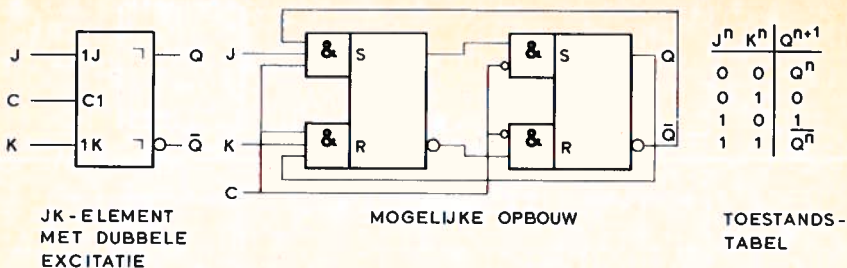 J 1J ¬ Q
C C1
K 1K ¬ Q̅
JK-ELEMENT
MET DUBBELE
EXCITATIE
J & S & S Q
K & R & R Q̅
C
MOGELIJKE OPBOUW
Jⁿ Kⁿ Qⁿ⁺¹
0 0 Qⁿ
0 1 0
1 0 1
1 1 Q̅ⁿ
TOESTANDS-
TABEL